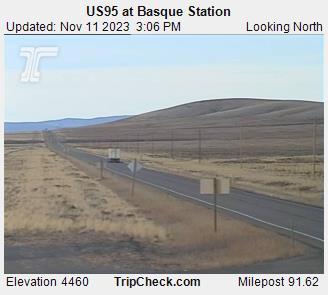 US95 at Basque Station
Updated: Nov 11 2023 3:06 PM Looking North
Elevation 4460 TripCheck.com Milepost 91.62